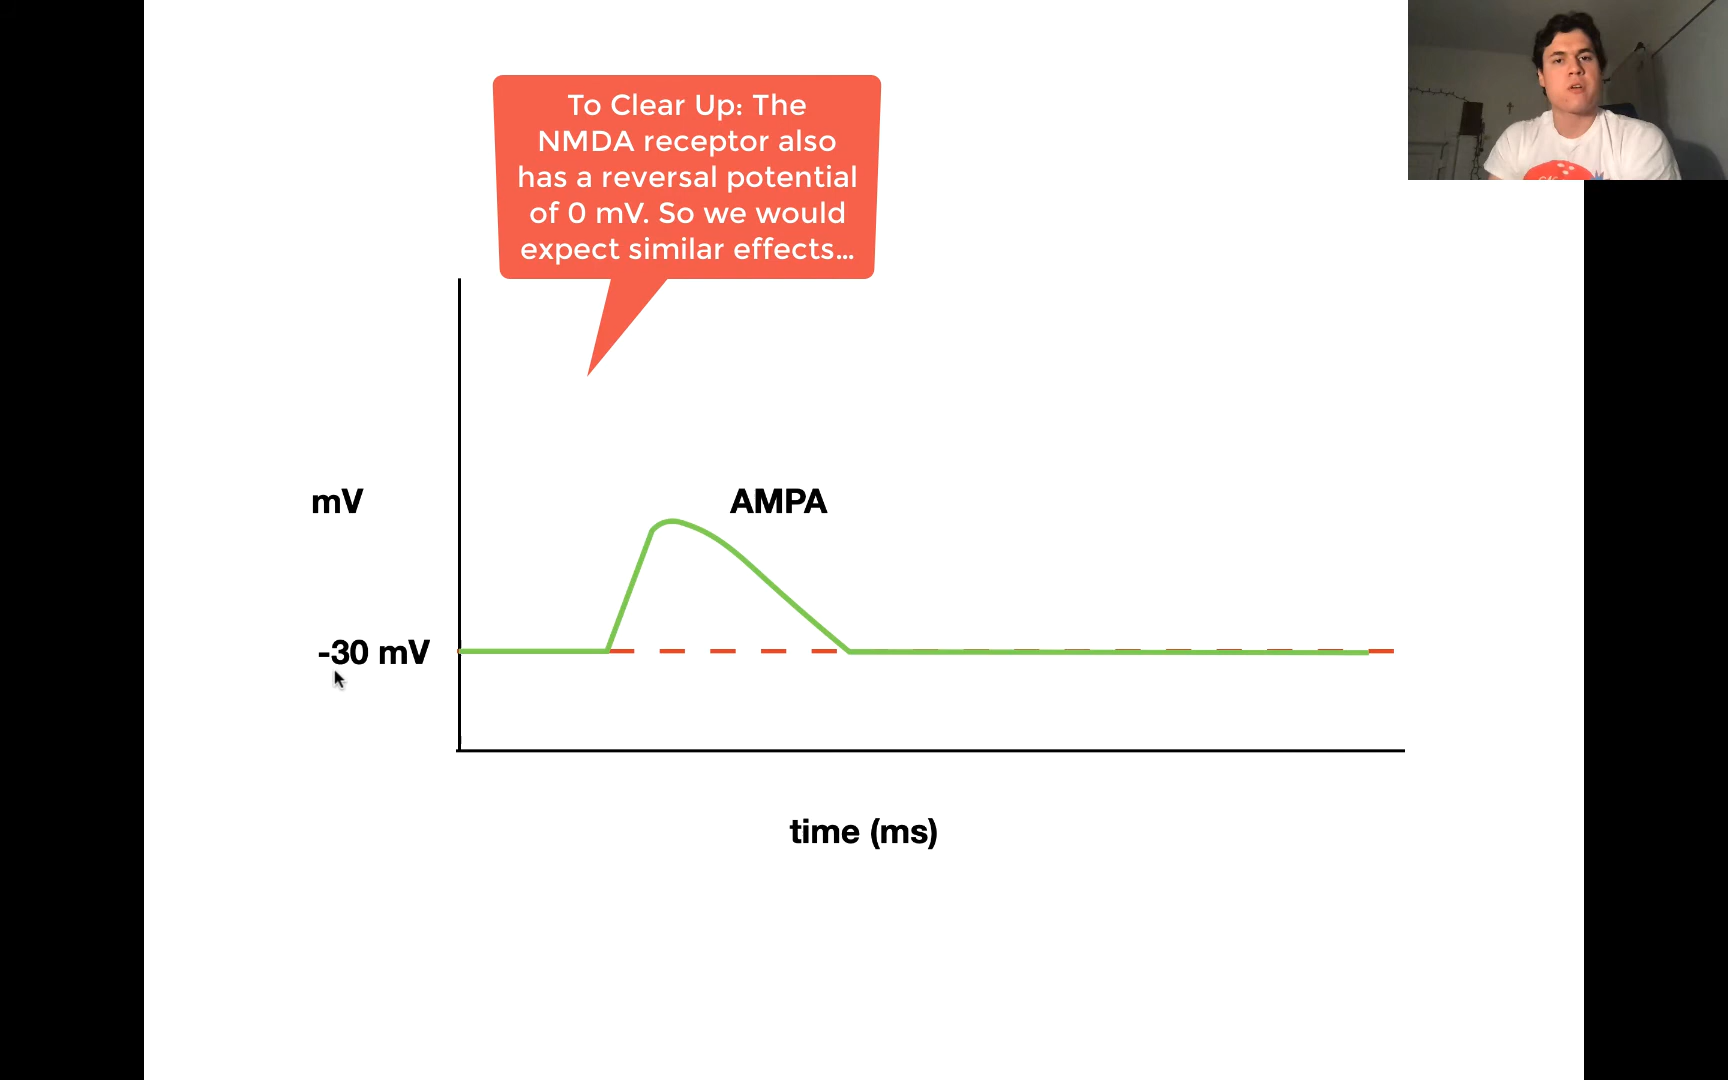 To Clear Up: The
NMDA receptor also
has a reversal potential
of 0 mV. So we would
expect similar effects...
mV
AMPA
-30 mV
time (ms)